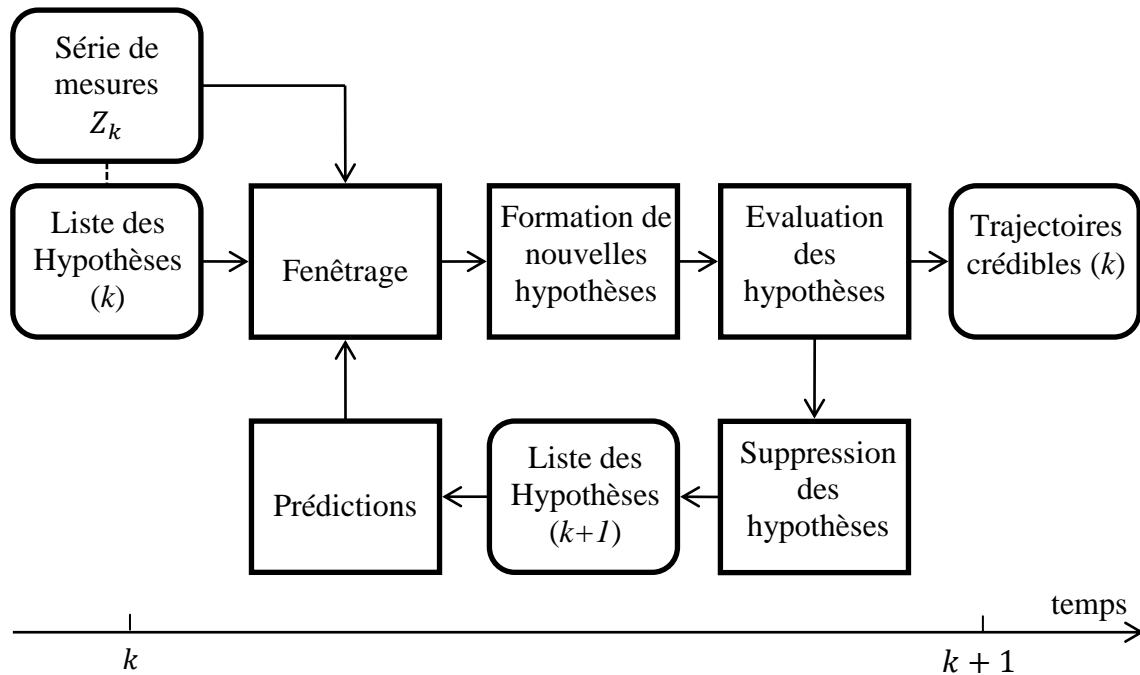 Série de
mesures
Z_k
Liste des
Hypothèses
(k)
Fenêtrage
Formation de
nouvelles
hypothèses
Evaluation
des
hypothèses
Trajectoires
crédibles (k)
Prédictions
Liste des
Hypothèses
(k+1)
Suppression
des
hypothèses
temps
k
k + 1